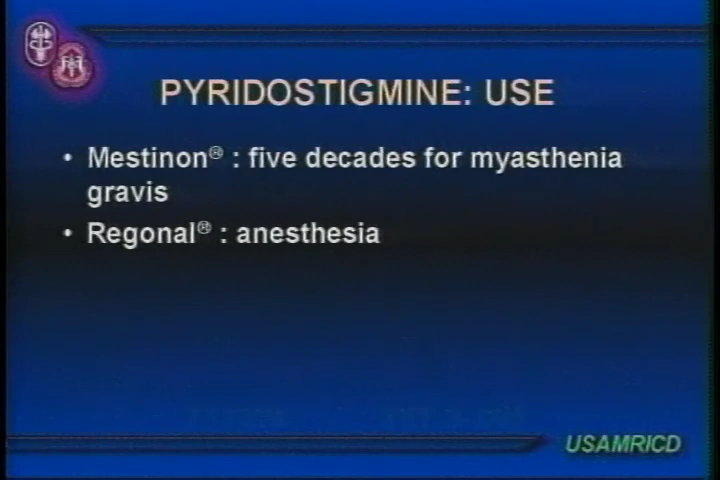 PYRIDOSTIGMINE: USE
• Mestinon® : five decades for myasthenia
gravis
• Regonal® : anesthesia
USAMRICD